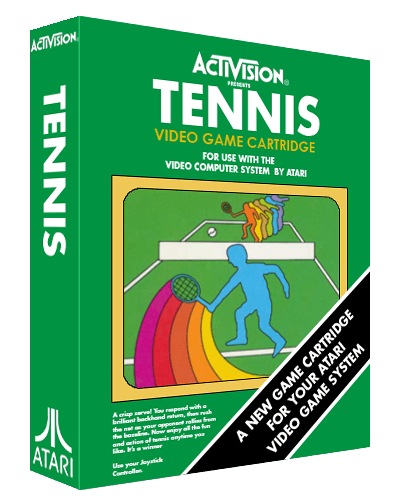 ACTIVISION
TENNIS
ATARI
ACTIVISION®
PRESENTS
TENNIS
VIDEO GAME CARTRIDGE
FOR USE WITH THE
VIDEO COMPUTER SYSTEM BY ATARI
A crisp serve! You respond with a
brilliant backhand return, then rush
the net as your opponent rallies from
the baseline. Now enjoy all the fun
and action of tennis anytime you
like. It's a winner
Use your Joystick
Controller.
A NEW GAME CARTRIDGE
FOR YOUR ATARI
VIDEO GAME SYSTEM